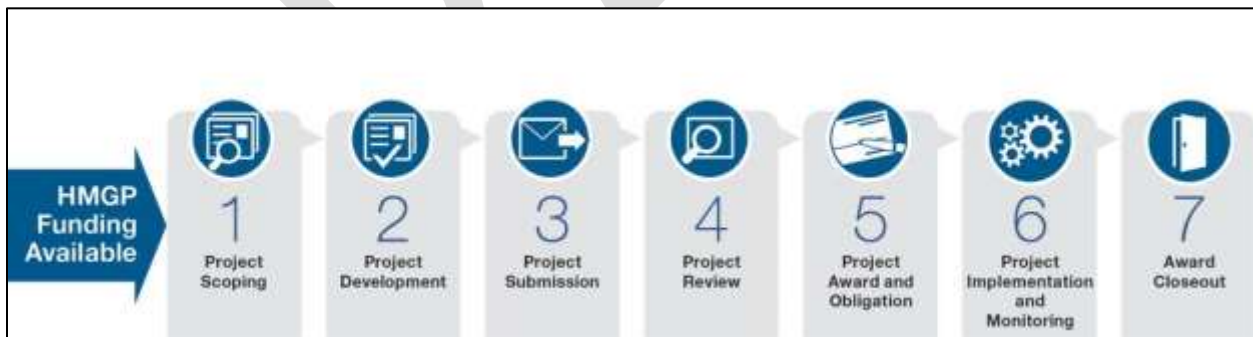 HMGP
Funding
Available
1
Project
Scoping
2
Project
Development
3
Project
Submission
4
Project
Review
5
Project
Award and
Obligation
6
Project
Implementation
and
Monitoring
7
Award
Closeout